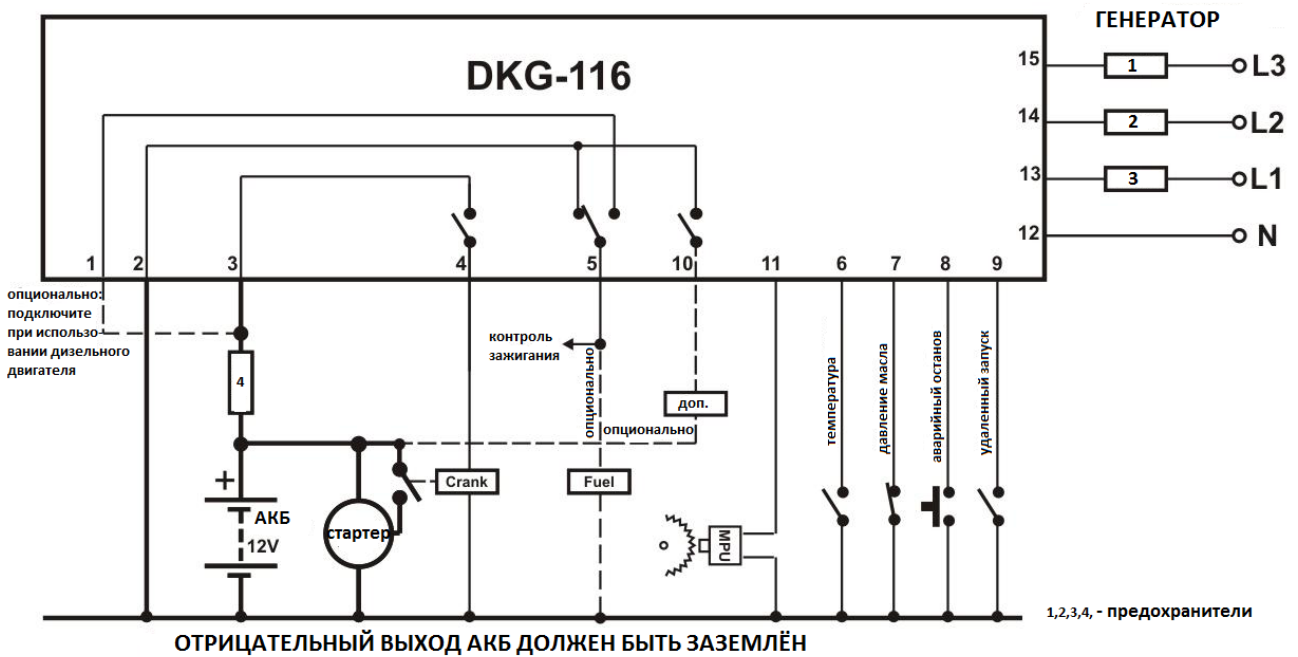 ГЕНЕРАТОР
DKG-116
15
1
L3
14
2
L2
13
3
L1
12
N
1
2
3
4
5
10
11
6
7
8
9
опционально:
подключите
при использо-
вании дизельного
двигателя
4
контроль
зажигания
опционально
доп.
опционально
температура
давление масла
аварийный останов
удаленный запуск
+
АКБ
12V
стартер
Crank
Fuel
MPU
1,2,3,4, - предохранители
ОТРИЦАТЕЛЬНЫЙ ВЫХОД АКБ ДОЛЖЕН БЫТЬ ЗАЗЕМЛЁН